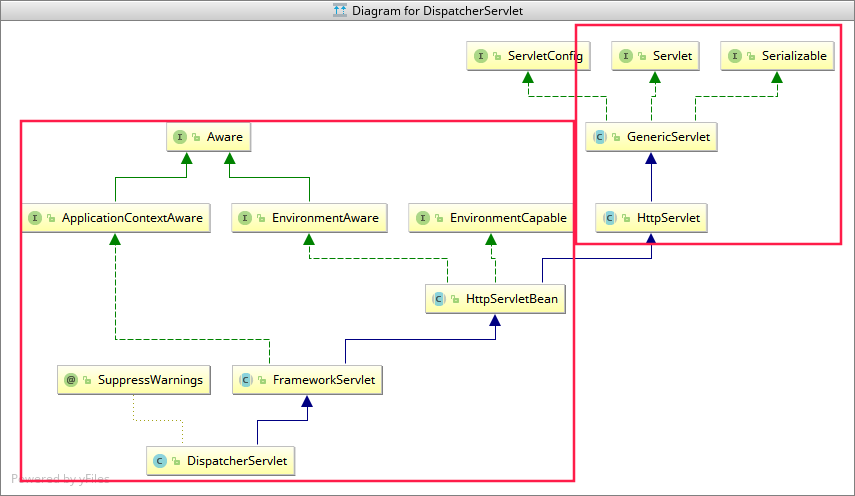 Diagram for DispatcherServlet
I ServletConfig
I Servlet
I Serializable
I Aware
C GenericServlet
I ApplicationContextAware
I EnvironmentAware
I EnvironmentCapable
C HttpServlet
C HttpServletBean
@ SuppressWarnings
C FrameworkServlet
C DispatcherServlet
Powered by yFiles